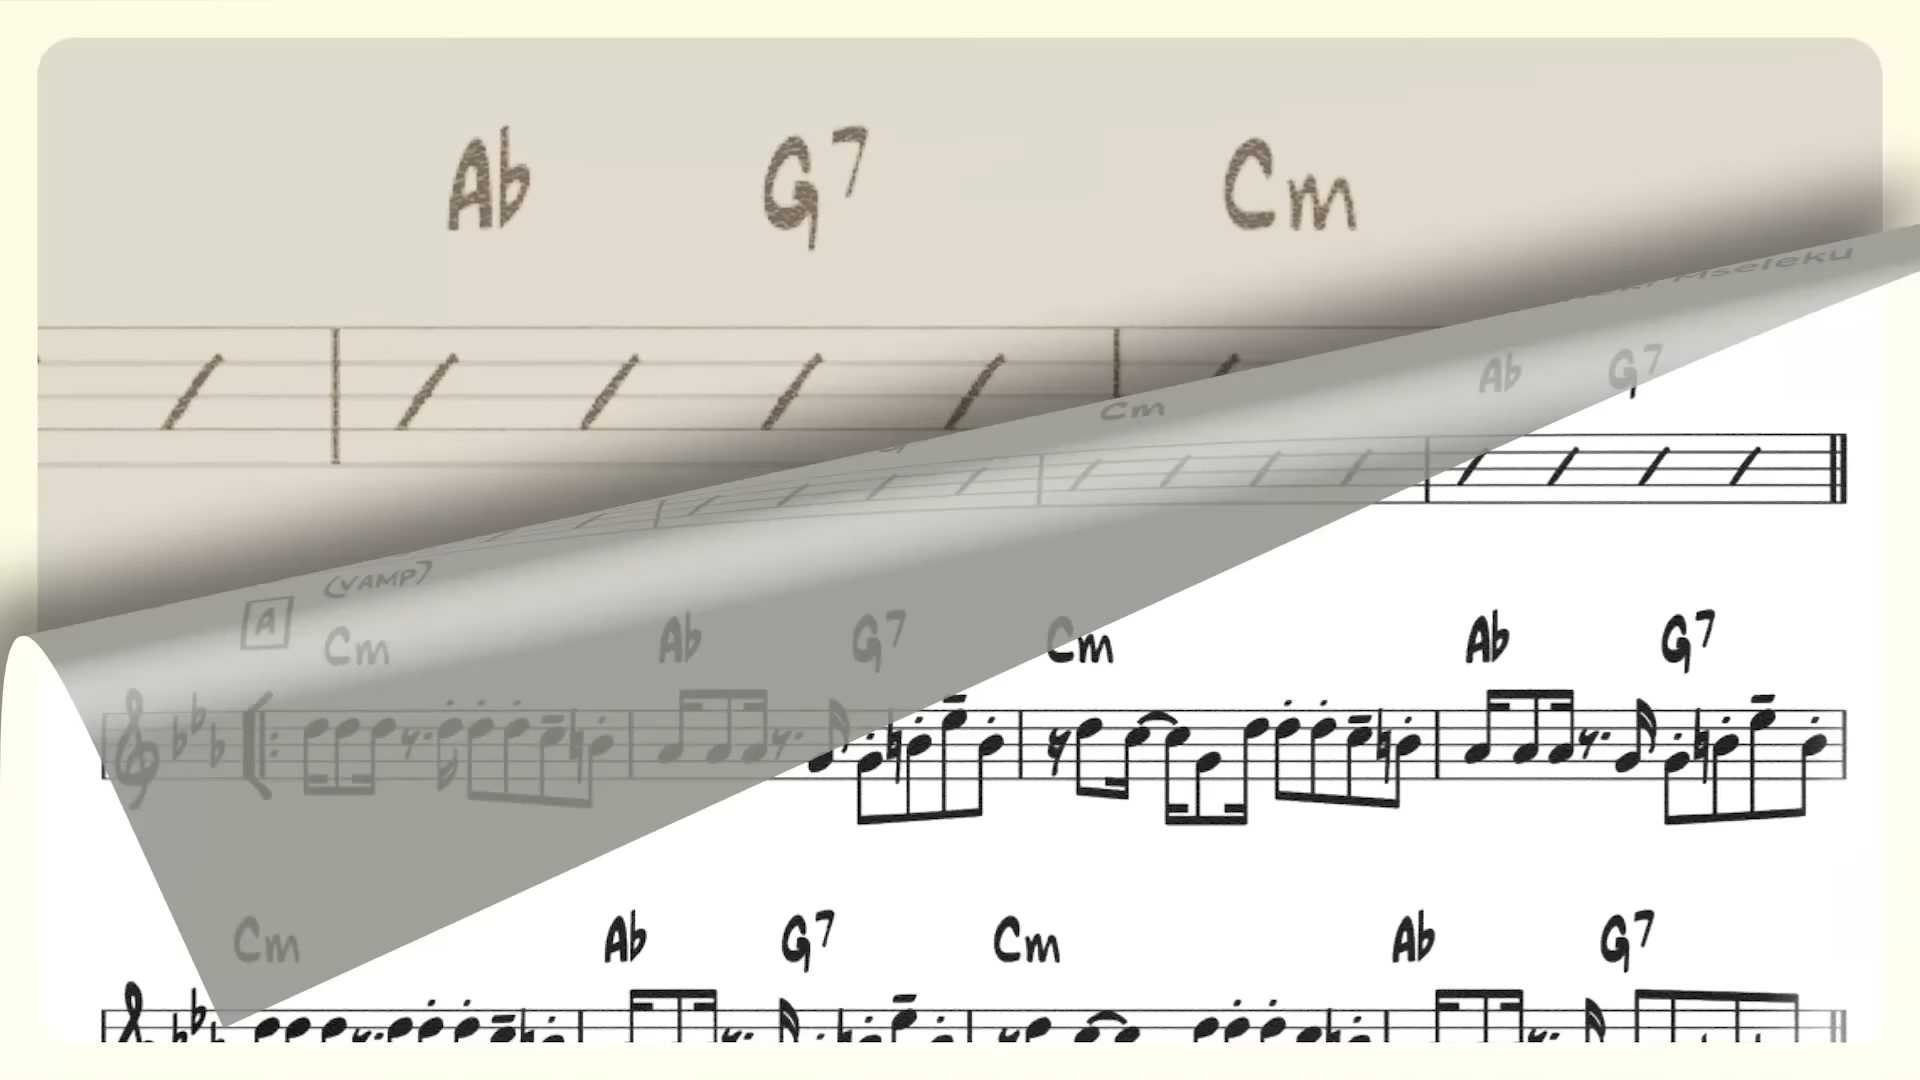 Ab G7 Cm
Mseleku
Cm Ab G7
(VAMP)
A
Cm Ab G7 Cm Ab G7
Cm Ab G7 Cm Ab G7